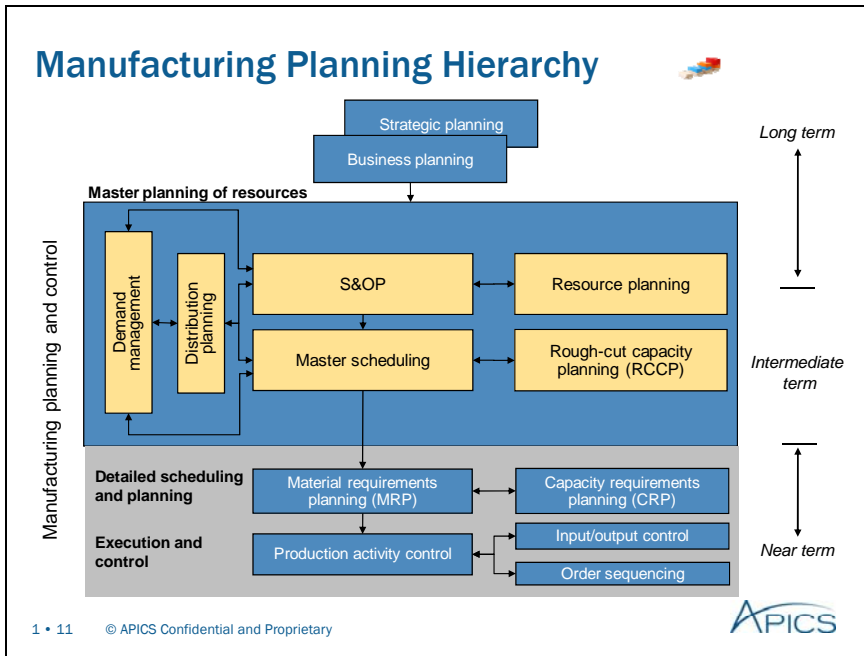 Manufacturing Planning Hierarchy
Strategic planning
Business planning
Long term
Master planning of resources
Manufacturing planning and control
Demand
management
Distribution
planning
S&OP
Resource planning
Master scheduling
Rough-cut capacity
planning (RCCP)
Intermediate
term
Detailed scheduling
and planning
Material requirements
planning (MRP)
Capacity requirements
planning (CRP)
Execution and
control
Production activity control
Input/output control
Order sequencing
Near term
1 • 11 © APICS Confidential and Proprietary
APICS